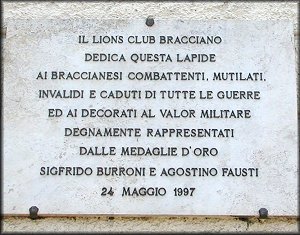 IL LIONS CLUB BRACCIANO
DEDICA QUESTA LAPIDE
AI BRACCIANESI COMBATTENTI, MUTILATI,
INVALIDI E CADUTI DI TUTTE LE GUERRE
ED AI DECORATI AL VALOR MILITARE
DEGNAMENTE RAPPRESENTATI
DALLE MEDAGLIE D'ORO
SIGFRIDO BURRONI E AGOSTINO FAUSTI
24 MAGGIO 1997